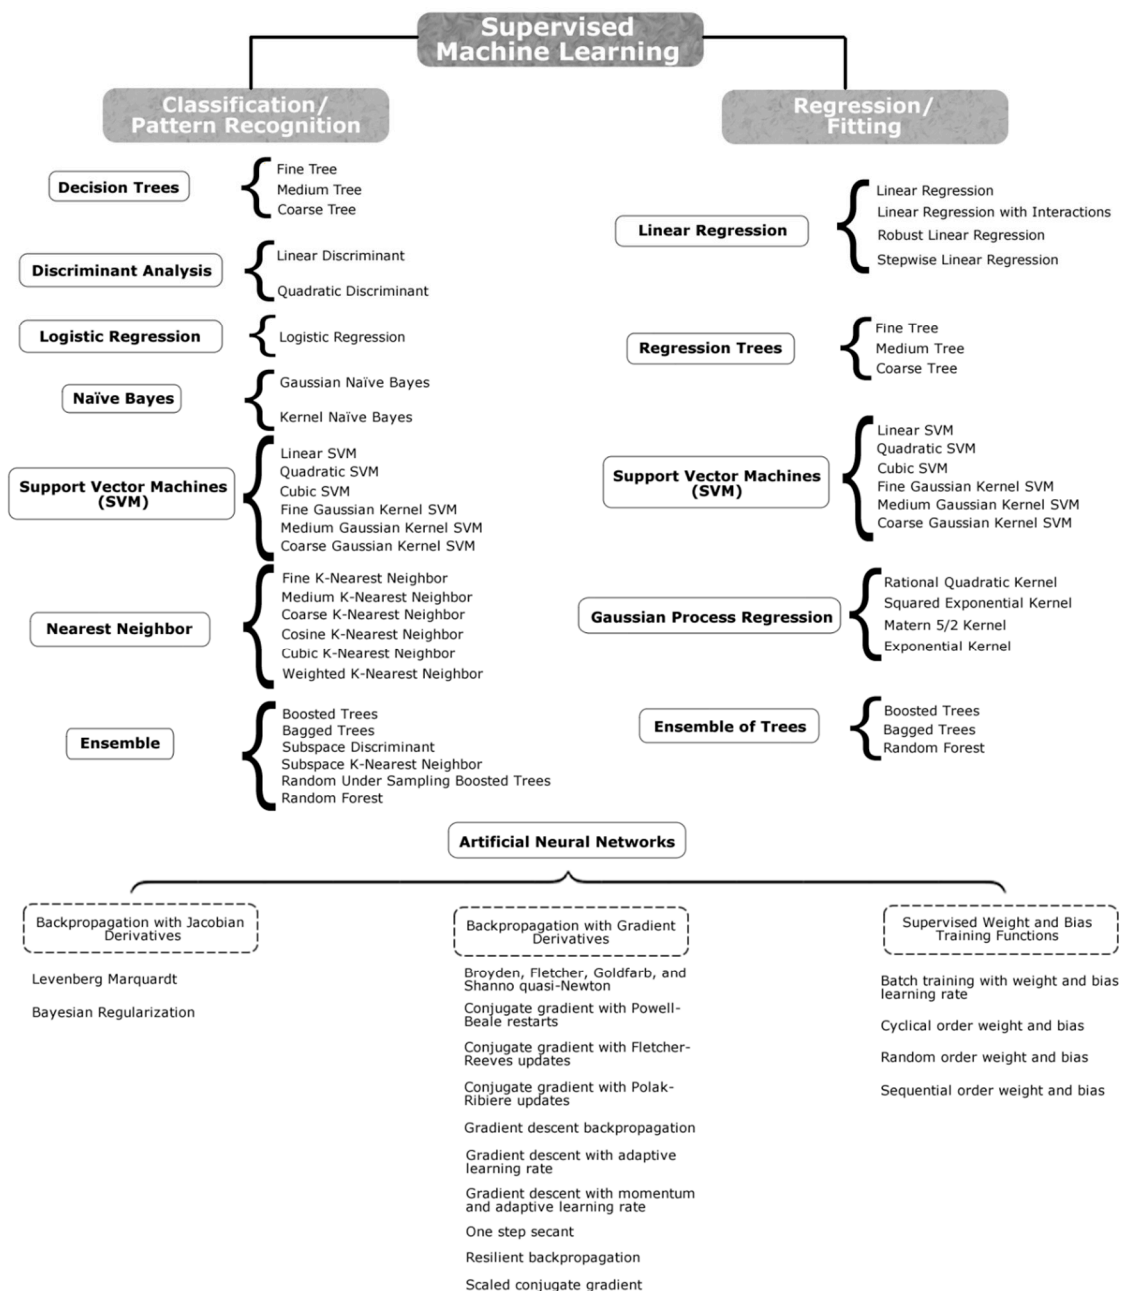 Supervised
Machine Learning
Classification/
Pattern Recognition
Decision Trees
Fine Tree
Medium Tree
Coarse Tree
Discriminant Analysis
Linear Discriminant
Quadratic Discriminant
Logistic Regression
Logistic Regression
Naïve Bayes
Gaussian Naïve Bayes
Kernel Naïve Bayes
Support Vector Machines
(SVM)
Linear SVM
Quadratic SVM
Cubic SVM
Fine Gaussian Kernel SVM
Medium Gaussian Kernel SVM
Coarse Gaussian Kernel SVM
Nearest Neighbor
Fine K-Nearest Neighbor
Medium K-Nearest Neighbor
Coarse K-Nearest Neighbor
Cosine K-Nearest Neighbor
Cubic K-Nearest Neighbor
Weighted K-Nearest Neighbor
Ensemble
Boosted Trees
Bagged Trees
Subspace Discriminant
Subspace K-Nearest Neighbor
Random Under Sampling Boosted Trees
Random Forest
Regression/
Fitting
Linear Regression
Linear Regression
Linear Regression with Interactions
Robust Linear Regression
Stepwise Linear Regression
Regression Trees
Fine Tree
Medium Tree
Coarse Tree
Support Vector Machines
(SVM)
Linear SVM
Quadratic SVM
Cubic SVM
Fine Gaussian Kernel SVM
Medium Gaussian Kernel SVM
Coarse Gaussian Kernel SVM
Gaussian Process Regression
Rational Quadratic Kernel
Squared Exponential Kernel
Matern 5/2 Kernel
Exponential Kernel
Ensemble of Trees
Boosted Trees
Bagged Trees
Random Forest
Artificial Neural Networks
Backpropagation with Jacobian
Derivatives
Levenberg Marquardt
Bayesian Regularization
Backpropagation with Gradient
Derivatives
Broyden, Fletcher, Goldfarb, and
Shanno quasi-Newton
Conjugate gradient with Powell-
Beale restarts
Conjugate gradient with Fletcher-
Reeves updates
Conjugate gradient with Polak-
Ribiere updates
Gradient descent backpropagation
Gradient descent with adaptive
learning rate
Gradient descent with momentum
and adaptive learning rate
One step secant
Resilient backpropagation
Scaled conjugate gradient
Supervised Weight and Bias
Training Functions
Batch training with weight and bias
learning rate
Cyclical order weight and bias
Random order weight and bias
Sequential order weight and bias